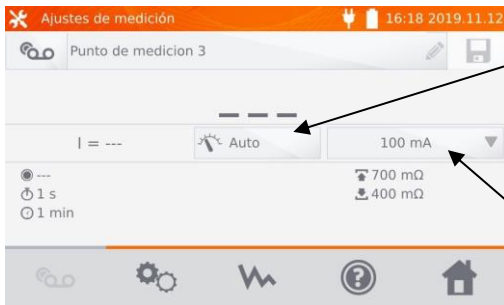 Ajustes de medición 16:18 2019.11.12
Punto de medicion 3
I = --- Auto 100 mA
--- 700 mΩ
1 s 400 mΩ
1 min